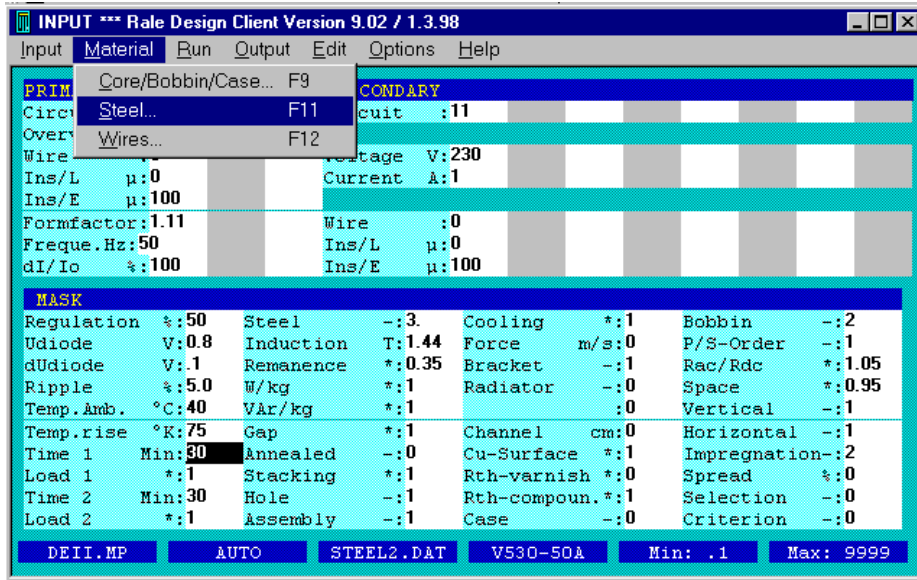 INPUT *** Rale Design Client Version 9.02 / 1.3.98
Input Material Run Output Edit Options Help
Core/Bobbin/Case... F9
Steel... F11
Wires... F12
PRIM CONDARY
Circu cuit :11
Over
Wire Voltage V:230
Ins/L µ:0 Current A:1
Ins/E µ:100
Formfactor:1.11 Wire :0
Freque.Hz:50 Ins/L µ:0
dI/Io %:100 Ins/E µ:100
MASK
Regulation %:50 Steel -:3. Cooling *:1 Bobbin -:2
Udiode V:0.8 Induction T:1.44 Force m/s:0 P/S-Order -:1
dUdiode V:.1 Remanence *:0.35 Bracket -:1 Rac/Rdc *:1.05
Ripple %:5.0 W/kg *:1 Radiator -:0 Space *:0.95
Temp.Amb. °C:40 VAr/kg *:1 :0 Vertical -:1
Temp.rise °K:75 Gap *:1 Channel cm:0 Horizontal -:1
Time 1 Min:30 Annealed -:0 Cu-Surface *:1 Impregnation-:2
Load 1 *:1 Stacking *:1 Rth-varnish *:0 Spread %:0
Time 2 Min:30 Hole -:1 Rth-compoun.*:1 Selection -:0
Load 2 *:1 Assembly -:1 Case -:0 Criterion -:0
DEII.MP AUTO STEEL2.DAT V530-50A Min: .1 Max: 9999